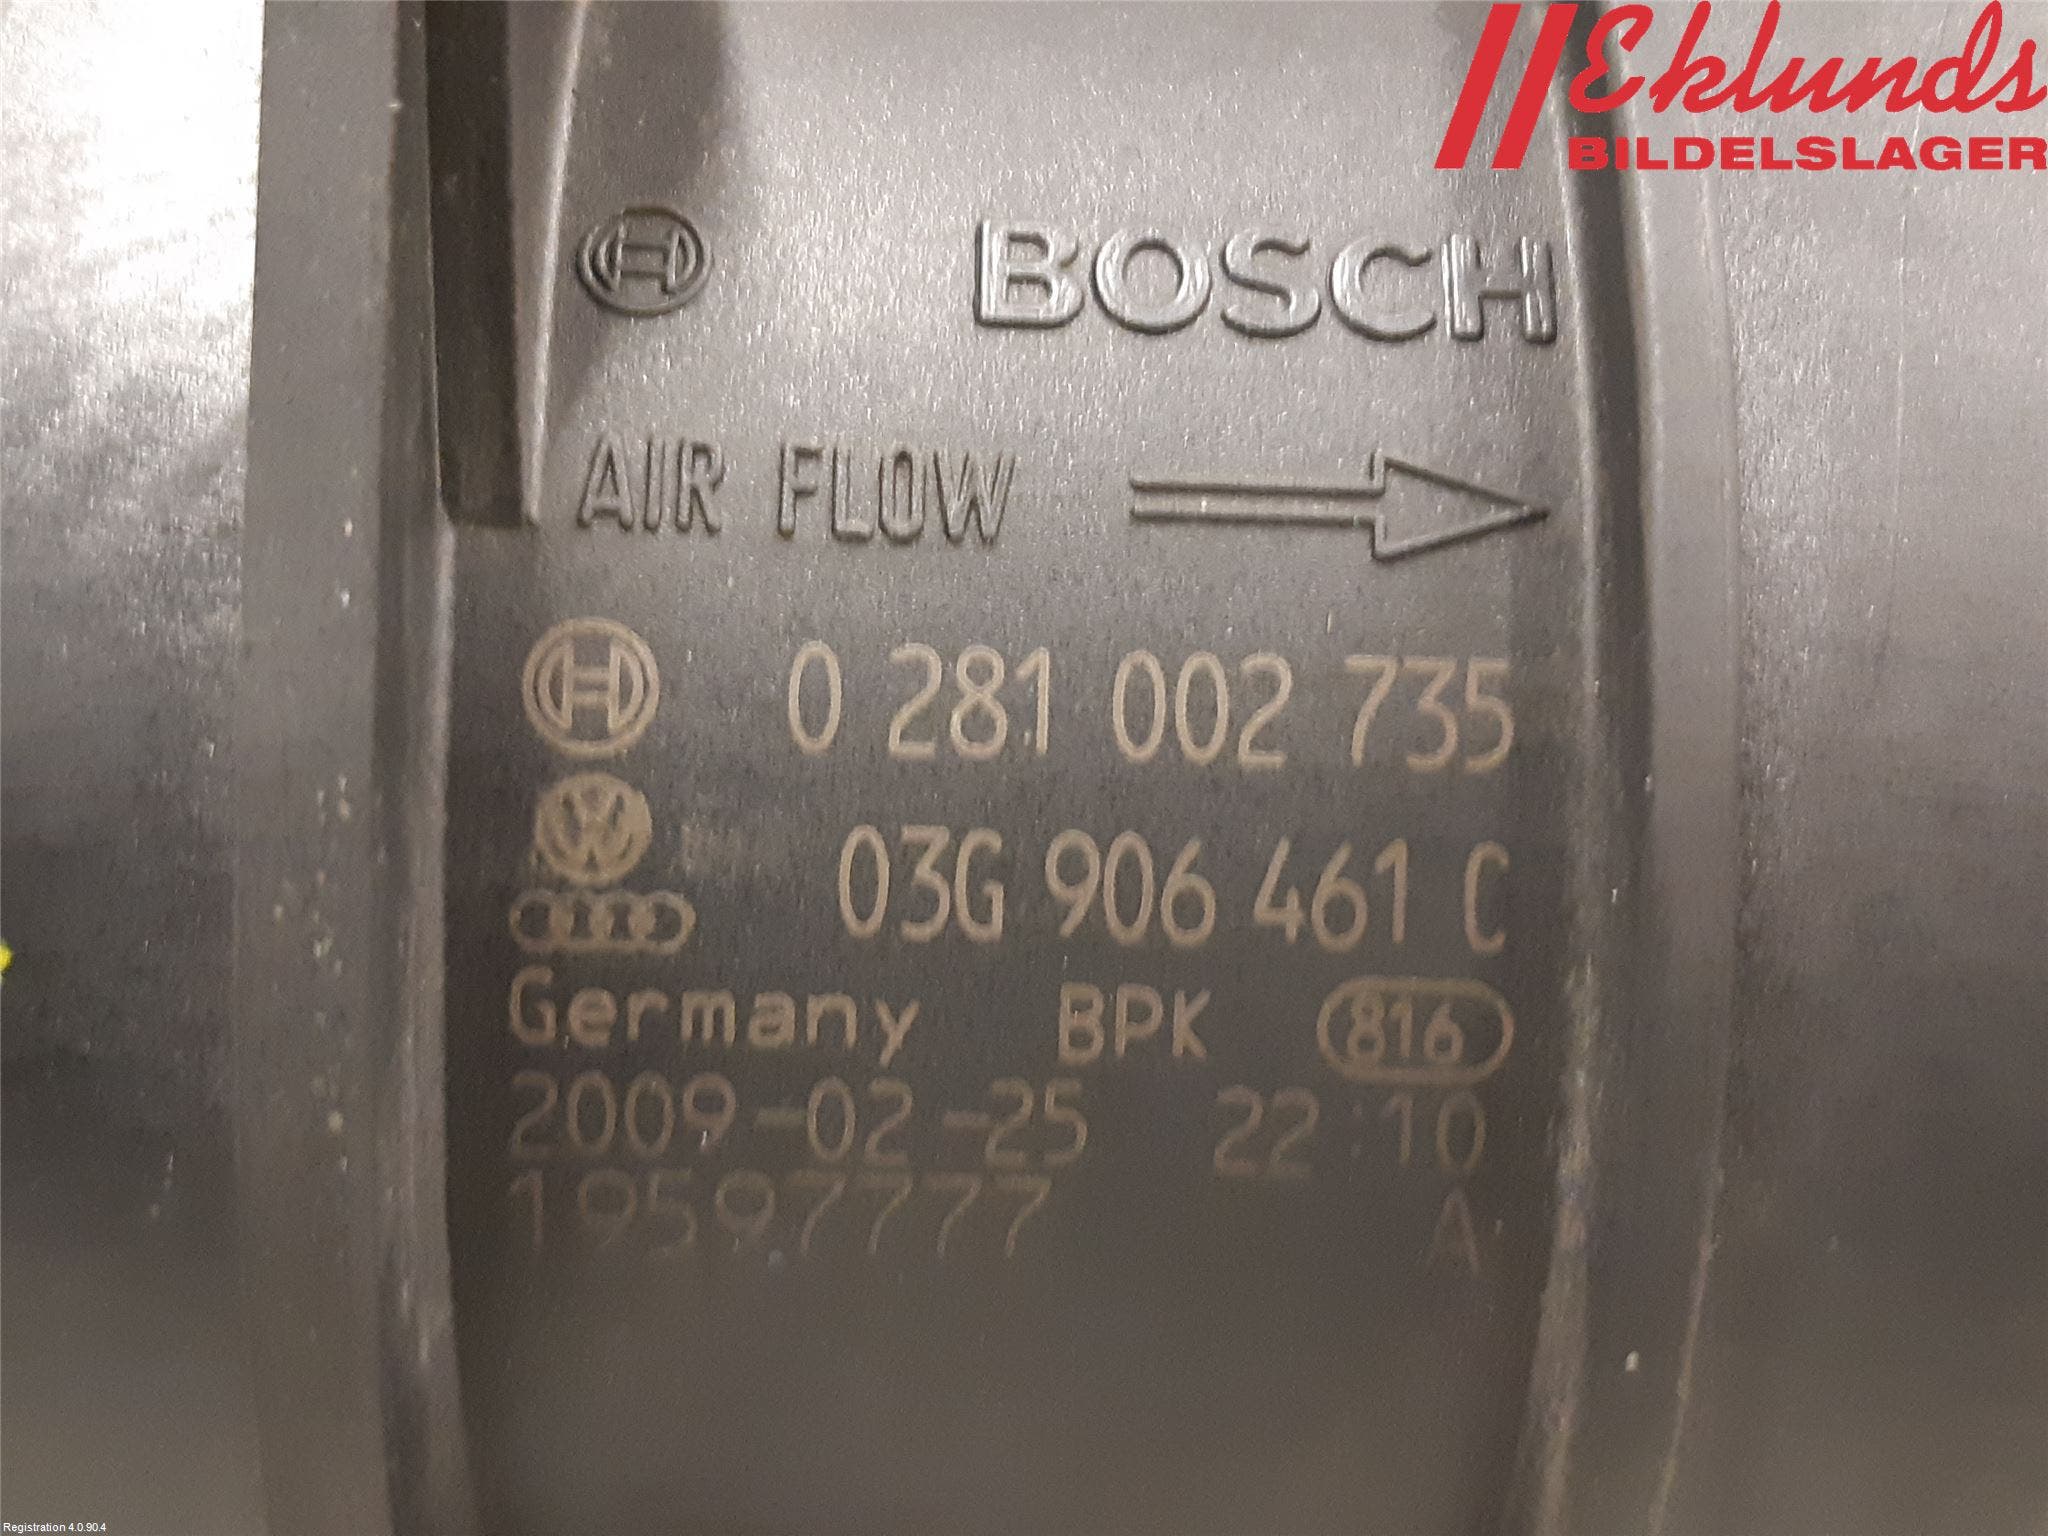 Eklunds
BILDELSLAGER
BOSCH
AIR FLOW
0 281 002 735
03G 906 461 C
Germany BPK 816
2009-02-25 22:10
19597777 A
Registration 4.0.90.4